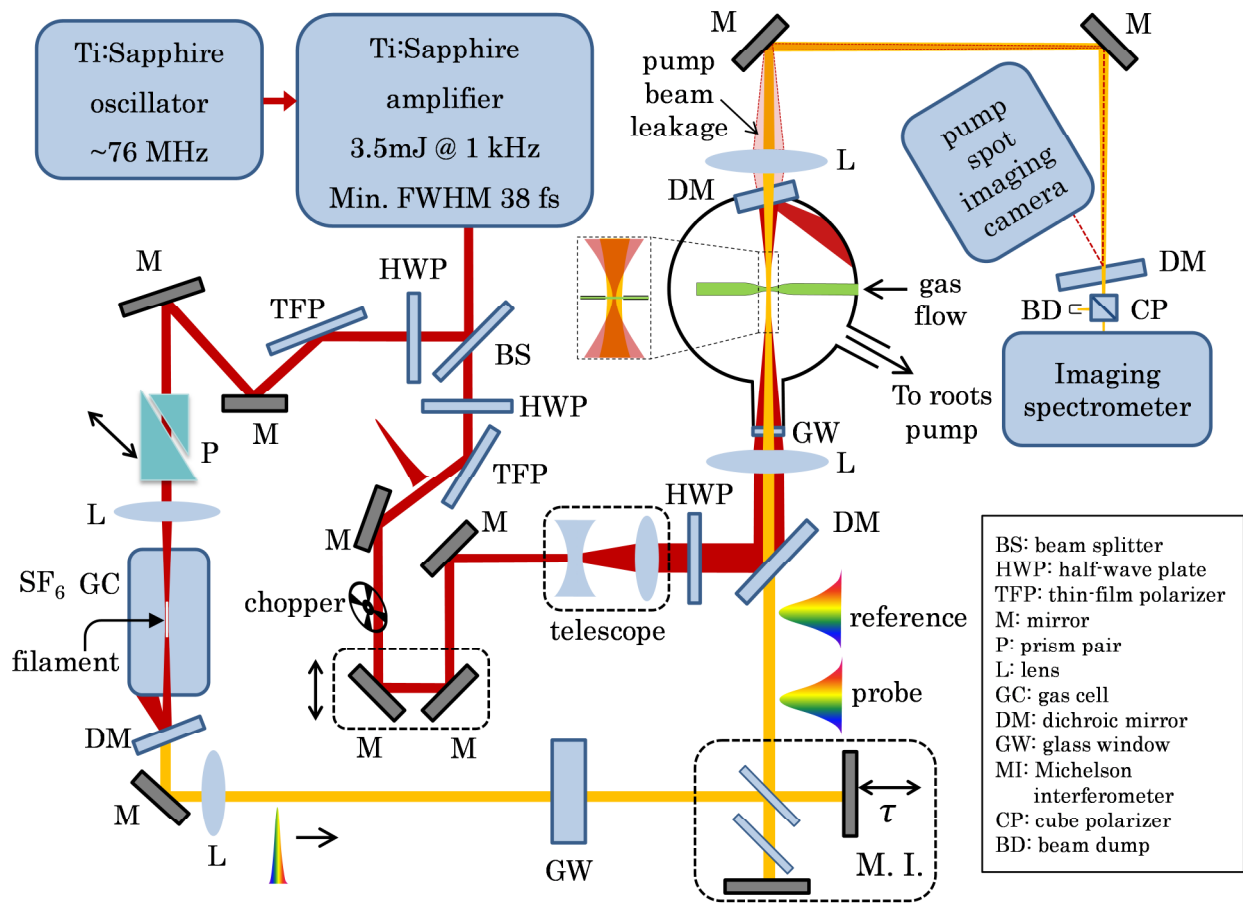 Ti:Sapphire
oscillator
~76 MHz
Ti:Sapphire
amplifier
3.5mJ @ 1 kHz
Min. FWHM 38 fs
M
M
pump
beam
leakage
L
DM
pump
spot
imaging
camera
DM
BD
CP
Imaging
spectrometer
gas
flow
To roots
pump
GW
L
M
TFP
HWP
BS
HWP
M
P
TFP
L
M
M
HWP
DM
SF6 GC
filament
chopper
telescope
reference
probe
DM
M
M
M
L
GW
τ
M. I.
BS: beam splitter
HWP: half-wave plate
TFP: thin-film polarizer
M: mirror
P: prism pair
L: lens
GC: gas cell
DM: dichroic mirror
GW: glass window
MI: Michelson
interferometer
CP: cube polarizer
BD: beam dump